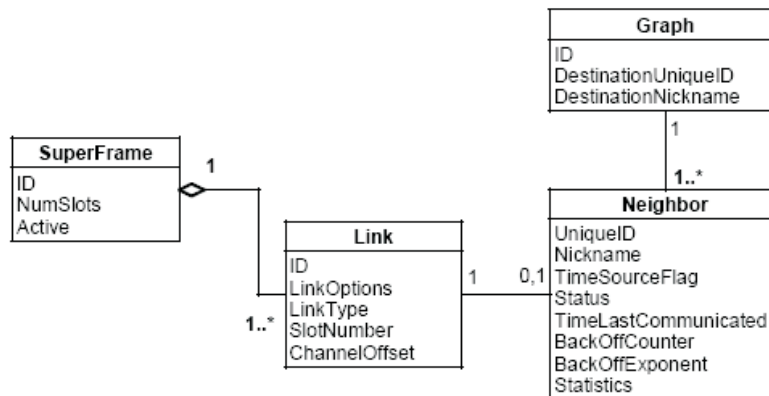 Graph
ID
DestinationUniqueID
DestinationNickname
1
1..*
SuperFrame
ID
NumSlots
Active
1
Link
ID
LinkOptions
LinkType
SlotNumber
ChannelOffset
1..*
1
0,1
Neighbor
UniqueID
Nickname
TimeSourceFlag
Status
TimeLastCommunicated
BackOffCounter
BackOffExponent
Statistics